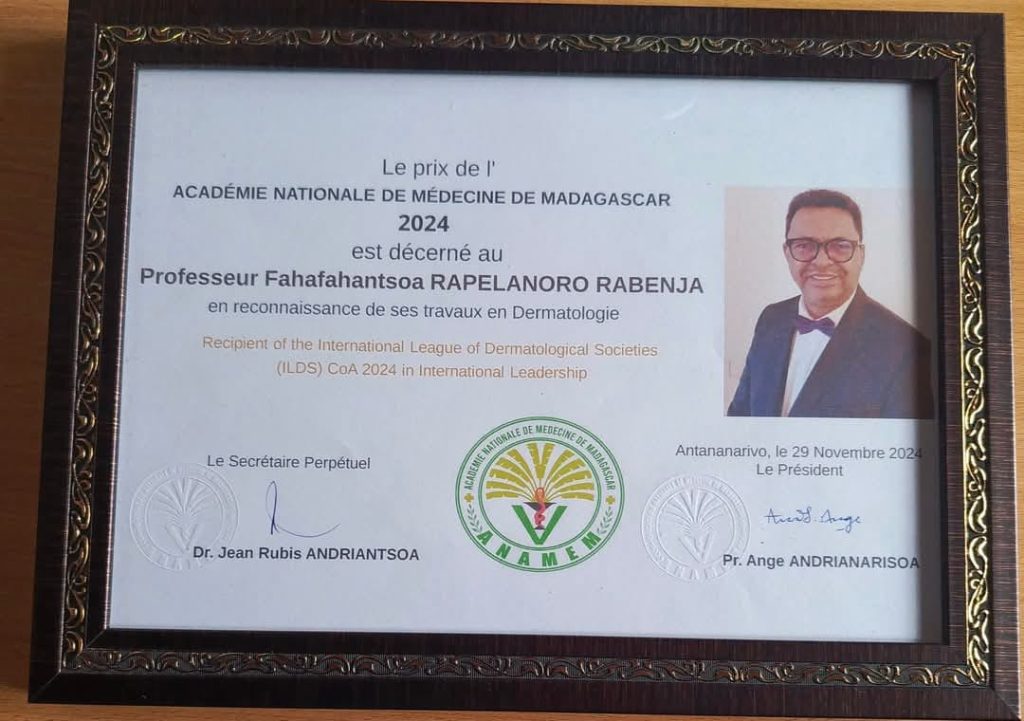 Le prix de l'
ACADÉMIE NATIONALE DE MÉDECINE DE MADAGASCAR
2024
est décerné au
Professeur Fahafahantsoa RAPELANORO RABENJA
en reconnaissance de ses travaux en Dermatologie
Recipient of the International League of Dermatological Societies
(ILDS) CoA 2024 in International Leadership
Le Secrétaire Perpétuel
Dr. Jean Rubis ANDRIANTSOA
ACADEMIE NATIONALE DE MEDECINE DE MADAGASCAR
ANAMEM
Antananarivo, le 29 Novembre 2024
Le Président
Pr. Ange ANDRIANARISOA